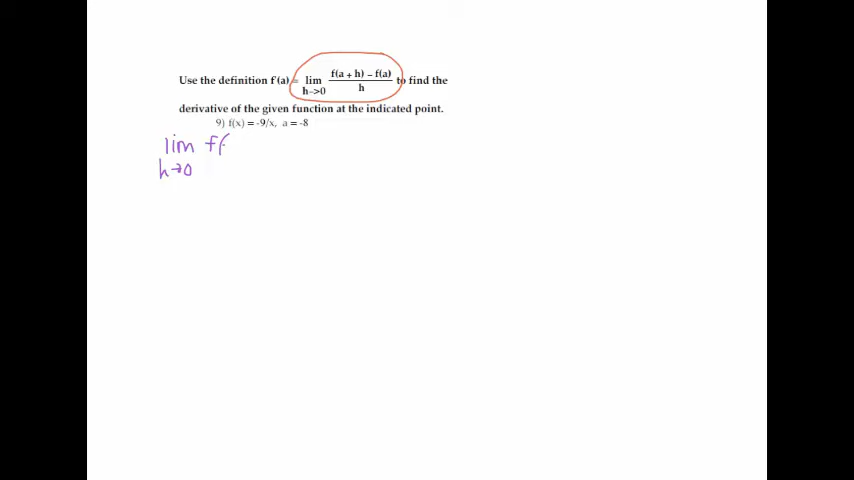 Use the definition f'(a) = lim h->0 f(a + h) - f(a) / h to find the
derivative of the given function at the indicated point.
9) f(x) = -9/x, a = -8
lim f(
h→0